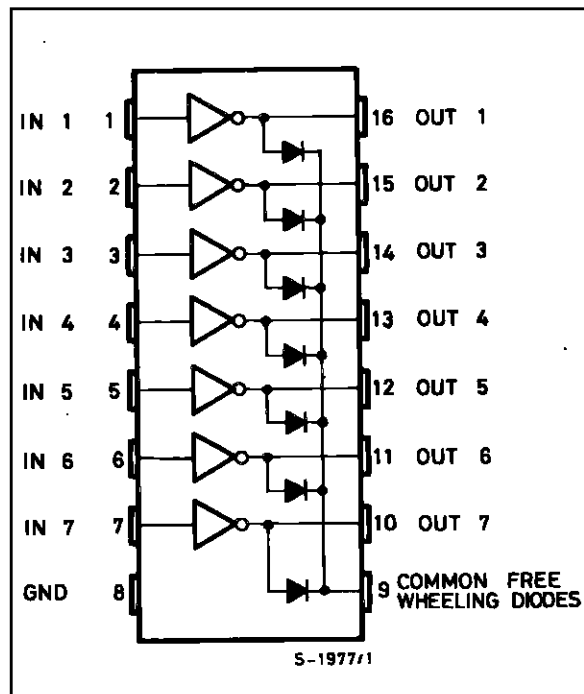 IN 1 1 16 OUT 1
IN 2 2 15 OUT 2
IN 3 3 14 OUT 3
IN 4 4 13 OUT 4
IN 5 5 12 OUT 5
IN 6 6 11 OUT 6
IN 7 7 10 OUT 7
GND 8 9 COMMON FREE
WHEELING DIODES
S-1977/1